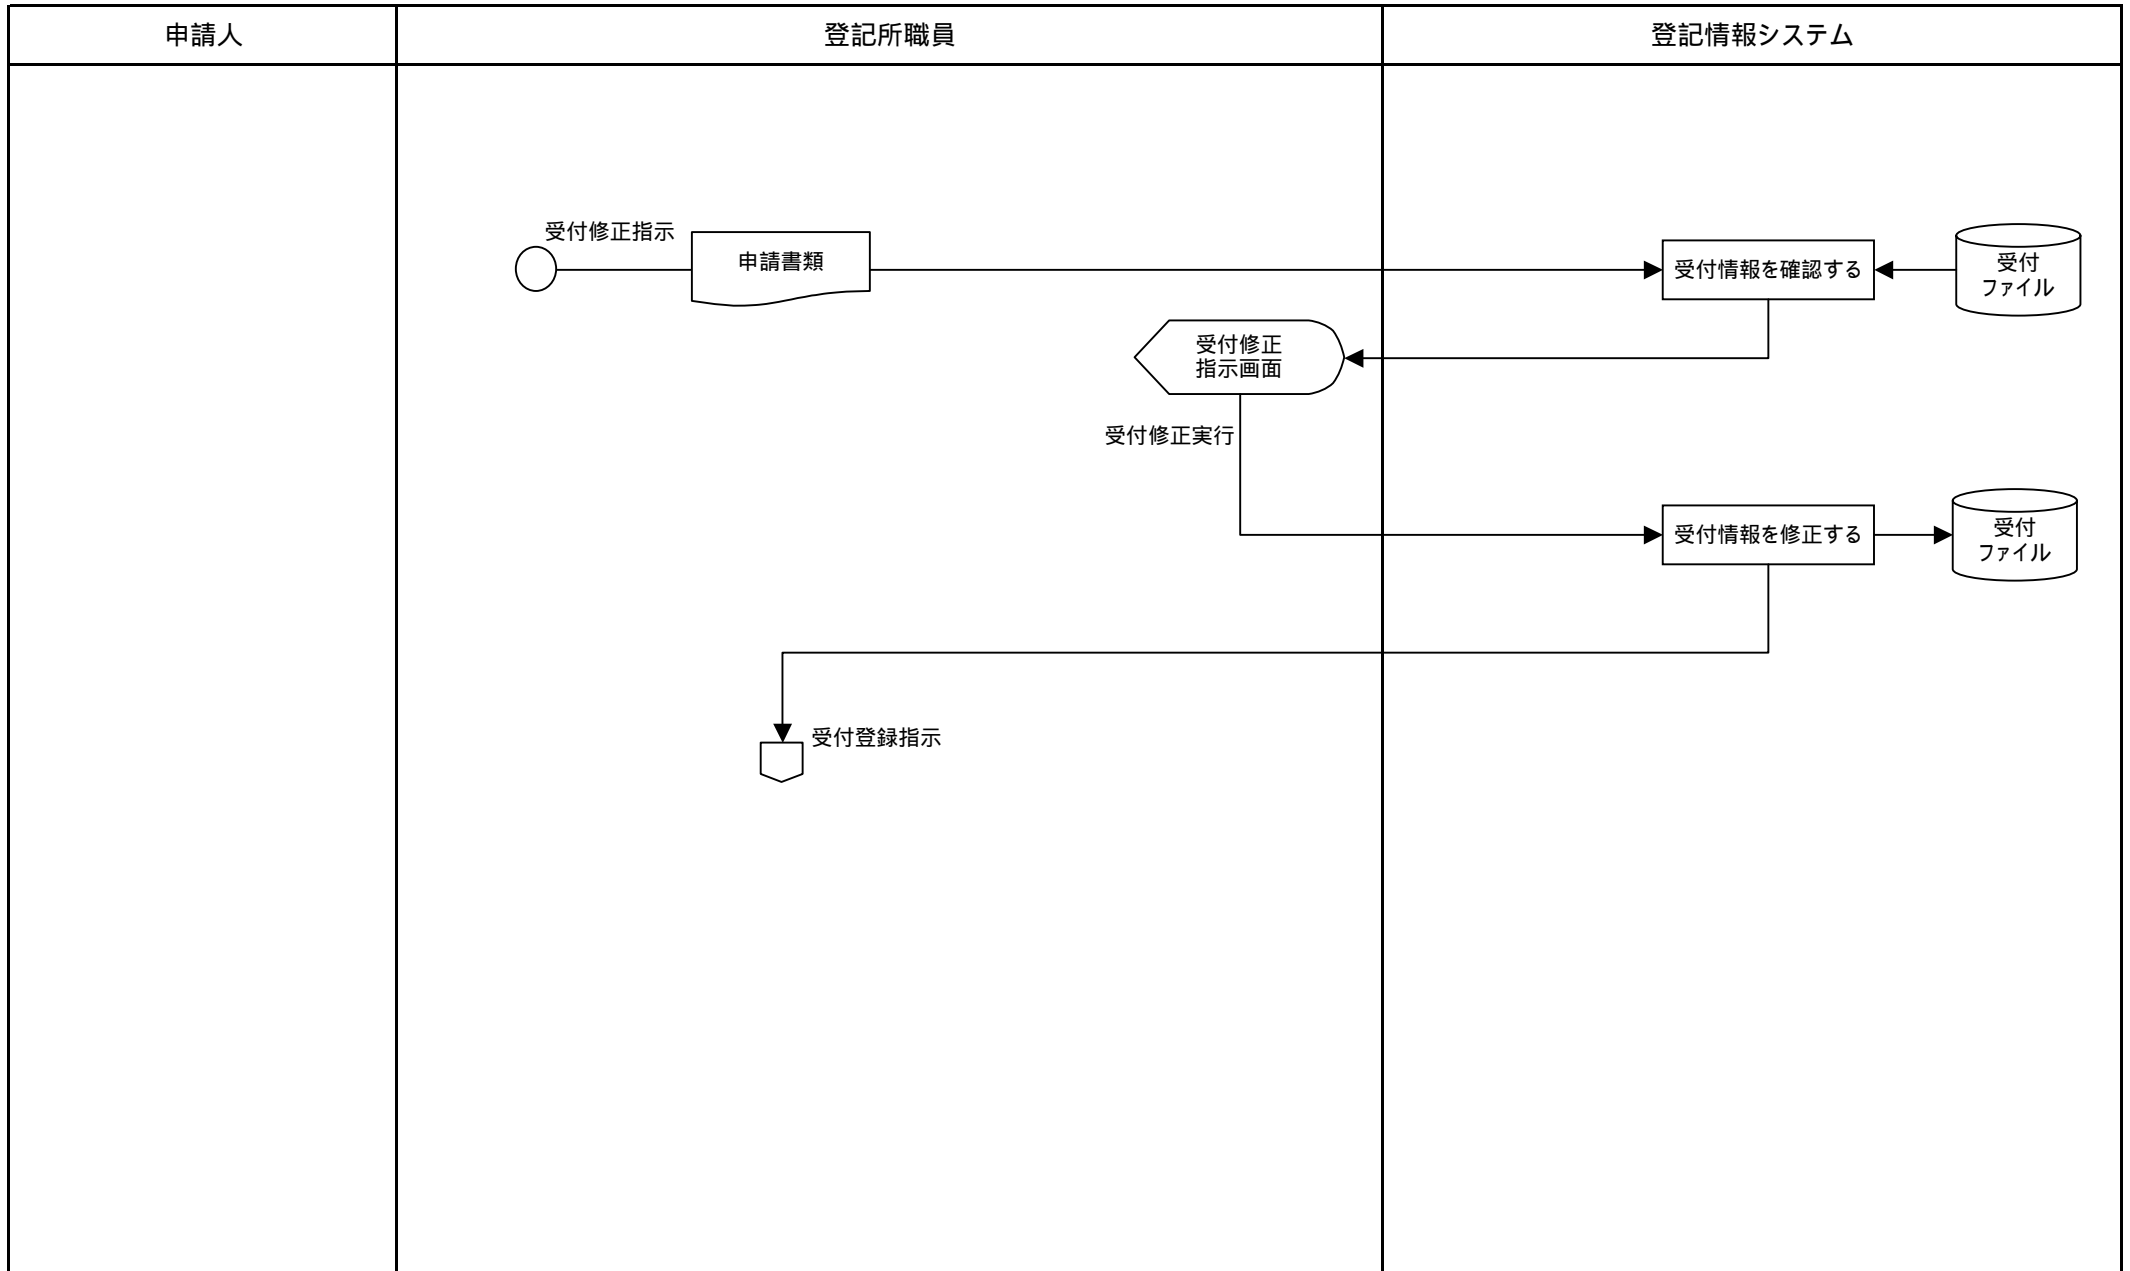 申請人
登記所職員
登記情報システム
受付修正指示
申請書類
受付情報を確認する
受付
ファイル
受付修正
指示画面
受付修正実行
受付情報を修正する
受付
ファイル
受付登録指示